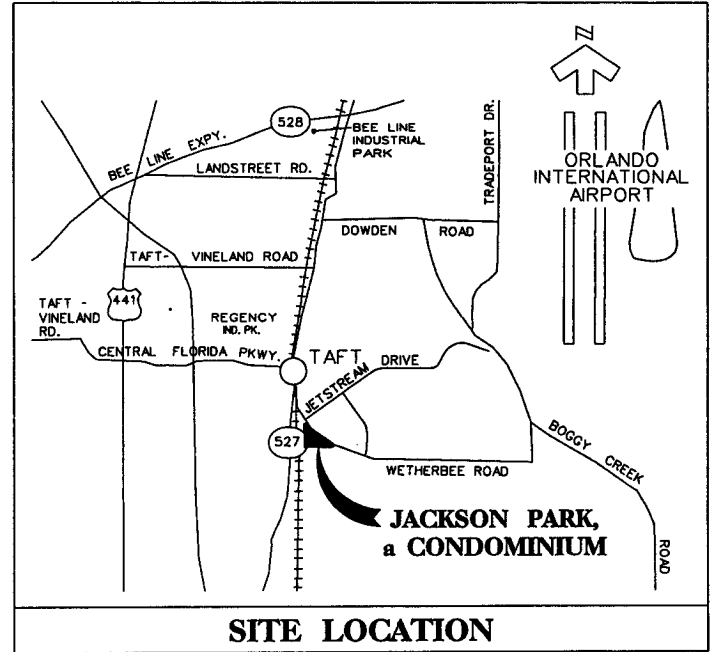 N
528
BEE LINE EXPY.
BEE LINE
INDUSTRIAL
PARK
LANDSTREET RD.
TRADEPORT DR.
ORLANDO
INTERNATIONAL
AIRPORT
DOWDEN ROAD
TAFT- VINELAND ROAD
441
TAFT -
VINELAND
RD.
REGENCY
IND. PK.
CENTRAL FLORIDA PKWY.
TAFT
JETSTREAM DRIVE
527
WETHERBEE ROAD
BOGGY CREEK
ROAD
JACKSON PARK,
a CONDOMINIUM
SITE LOCATION